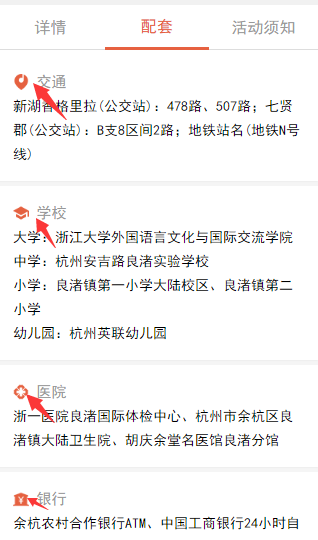 详情 配套 活动须知
交通
新湖香格里拉(公交站)：478路、507路；七贤
郡(公交站)：B支8区间2路；地铁站名(地铁N号
线)
学校
大学：浙江大学外国语言文化与国际交流学院
中学：杭州安吉路良渚实验学校
小学：良渚镇第一小学大陆校区、良渚镇第二
小学
幼儿园：杭州英联幼儿园
医院
浙一医院良渚国际体检中心、杭州市余杭区良
渚镇大陆卫生院、胡庆余堂名医馆良渚分馆
银行
余杭农村合作银行ATM、中国工商银行24小时自